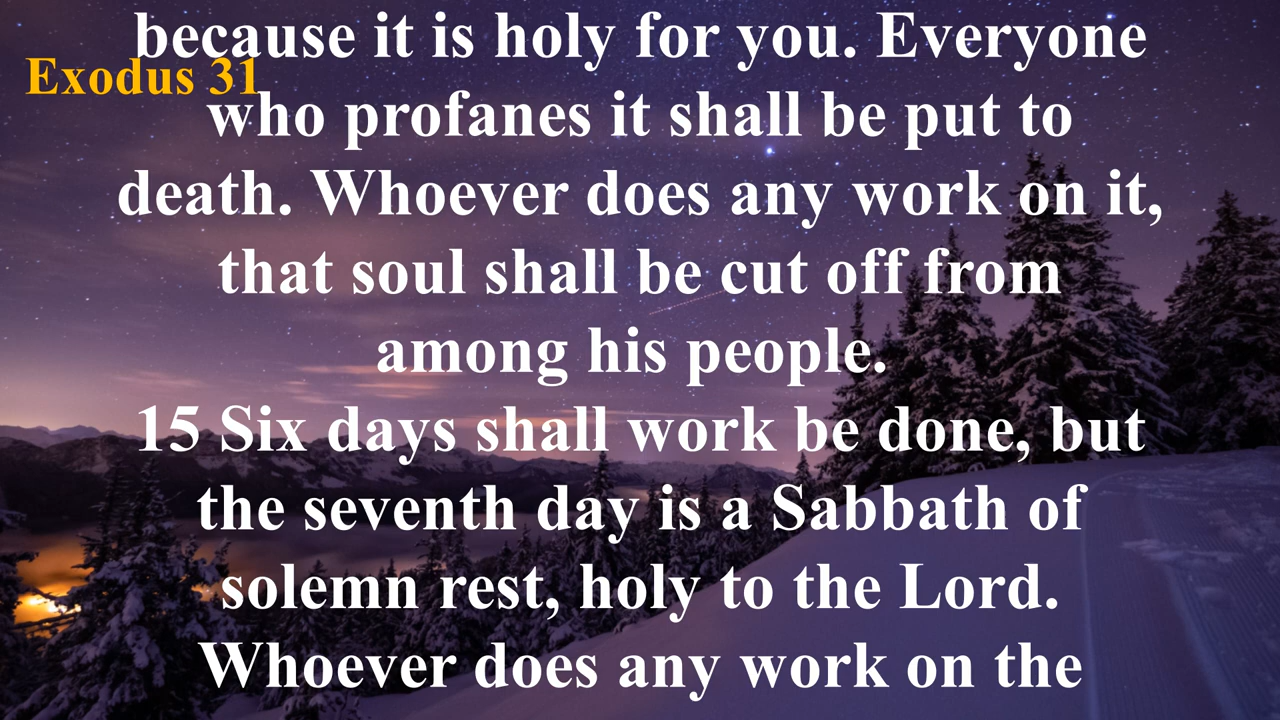 because it is holy for you. Everyone
Exodus 31
who profanes it shall be put to
death. Whoever does any work on it,
that soul shall be cut off from
among his people.
15 Six days shall work be done, but
the seventh day is a Sabbath of
solemn rest, holy to the Lord.
Whoever does any work on the